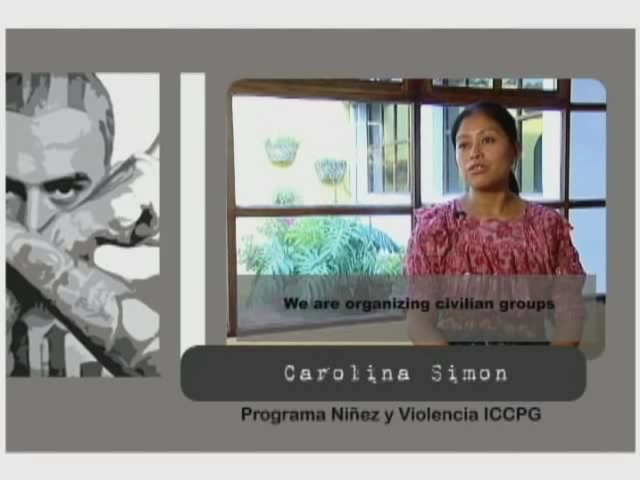 We are organizing civilian groups
Carolina Simon
Programa Niñez y Violencia ICCPG